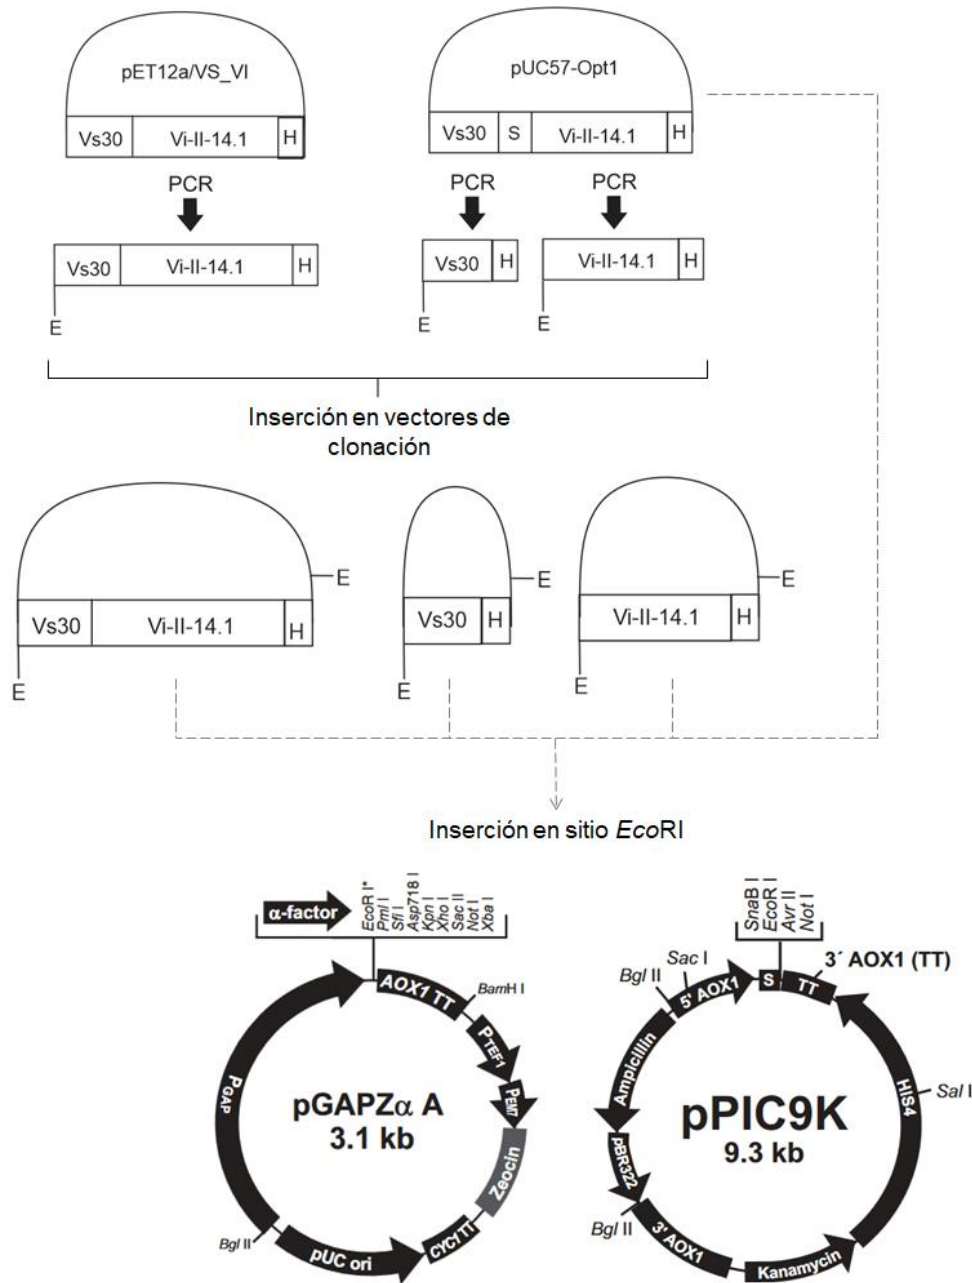 pET12a/VS_VI
pUC57-Opt1
Vs30 Vi-II-14.1 H
Vs30 S Vi-II-14.1 H
PCR
PCR
PCR
Vs30 Vi-II-14.1 H
Vs30 H
Vi-II-14.1 H
E
E
E
Inserción en vectores de
clonación
E
E
E
Vs30 Vi-II-14.1 H
Vs30 H
Vi-II-14.1 H
E
E
E
Inserción en sitio EcoRI
α-factor
EcoR I*
Pml I
Sfi I
Asp718 I
Kpn I
Xho I
Sac II
Not I
Xba I
AOX1 TT
BamH I
PTEF1
PEM7
Zeocin
CYC1 TT
pUC ori
Bgl II
PGAP
pGAPZα A
3.1 kb
SnaB I
EcoR I
Avr II
Not I
3´ AOX1 (TT)
Sac I
Bgl II
5' AOX1
S
TT
HIS4
Sal I
Kanamycin
3' AOX1
Bgl II
pBR322
Ampicillin
pPIC9K
9.3 kb